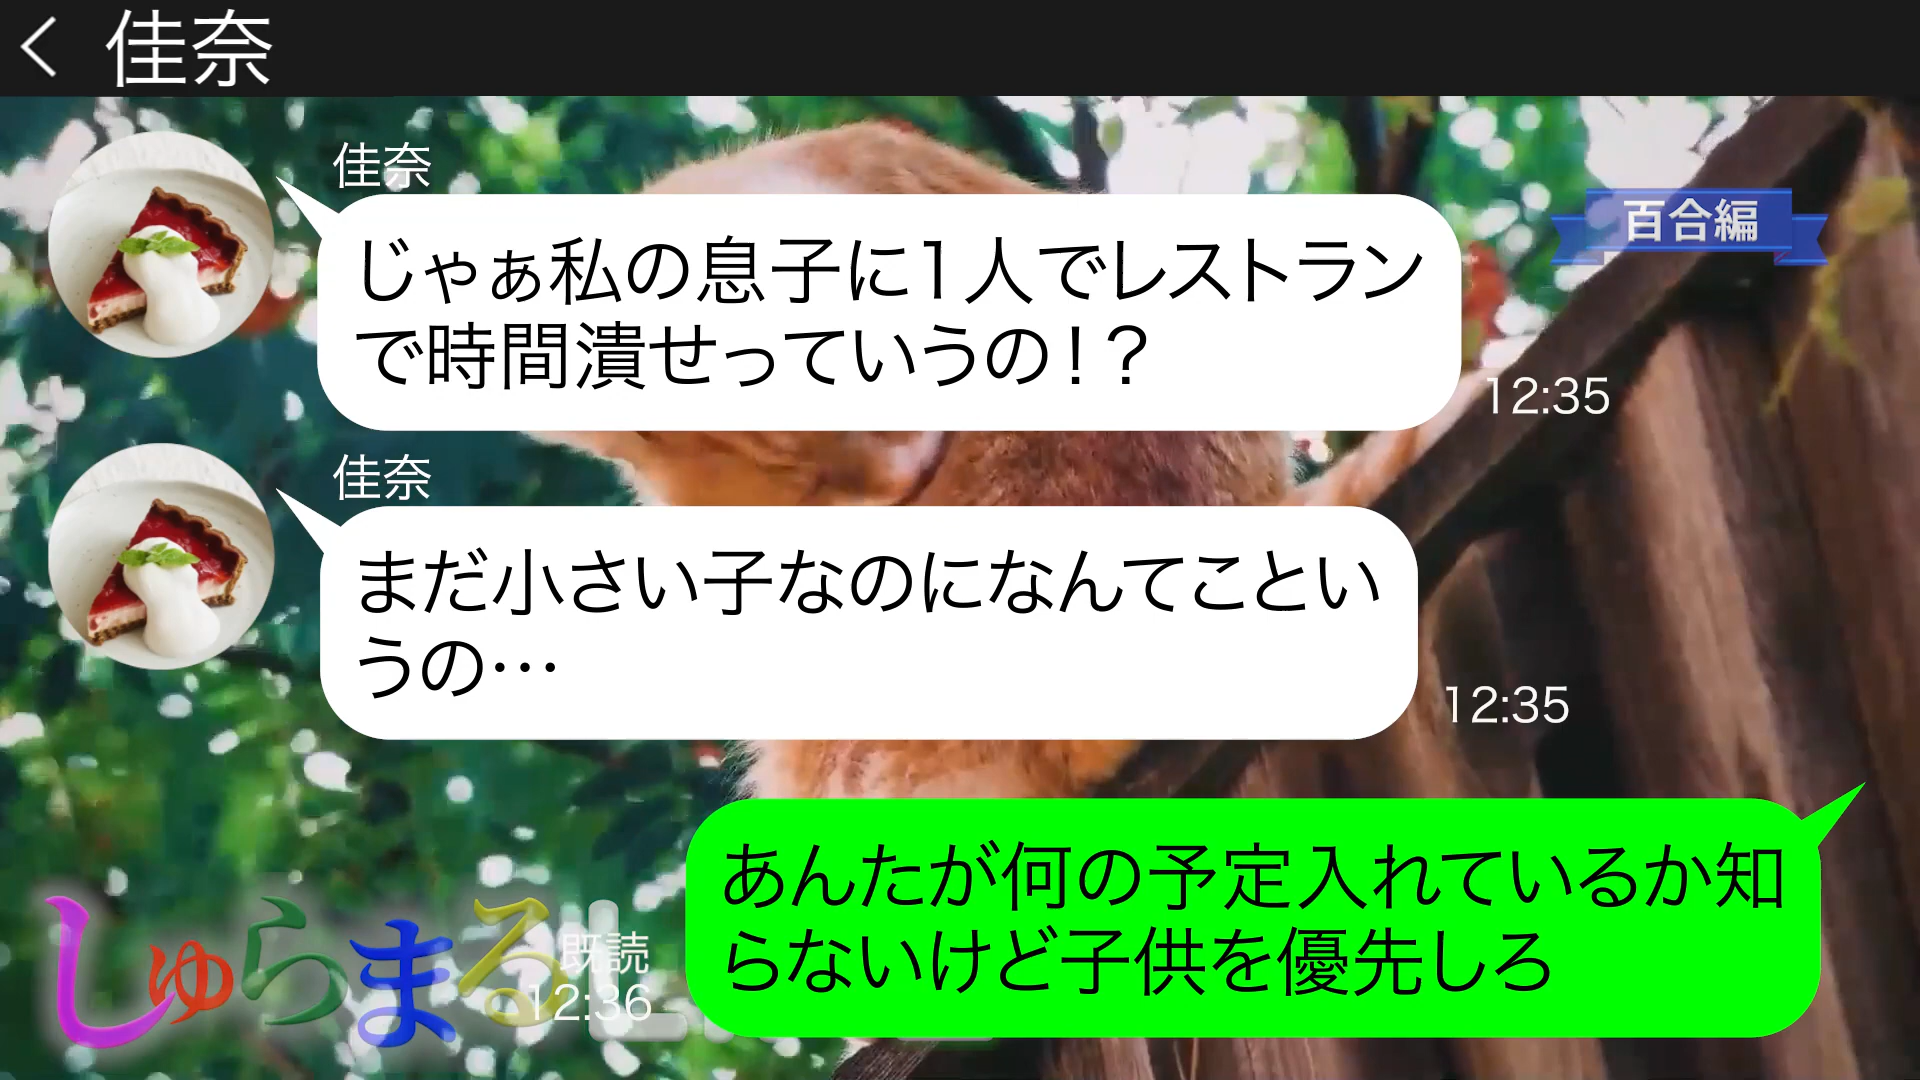 佳奈
佳奈
百合編
じゃぁ私の息子に1人でレストラン
で時間潰せっていうの！？
12:35
佳奈
まだ小さい子なのになんてことい
うの…
12:35
あんたが何の予定入れているか知
らないけど子供を優先しろ
既読
12:36
しゅらまる